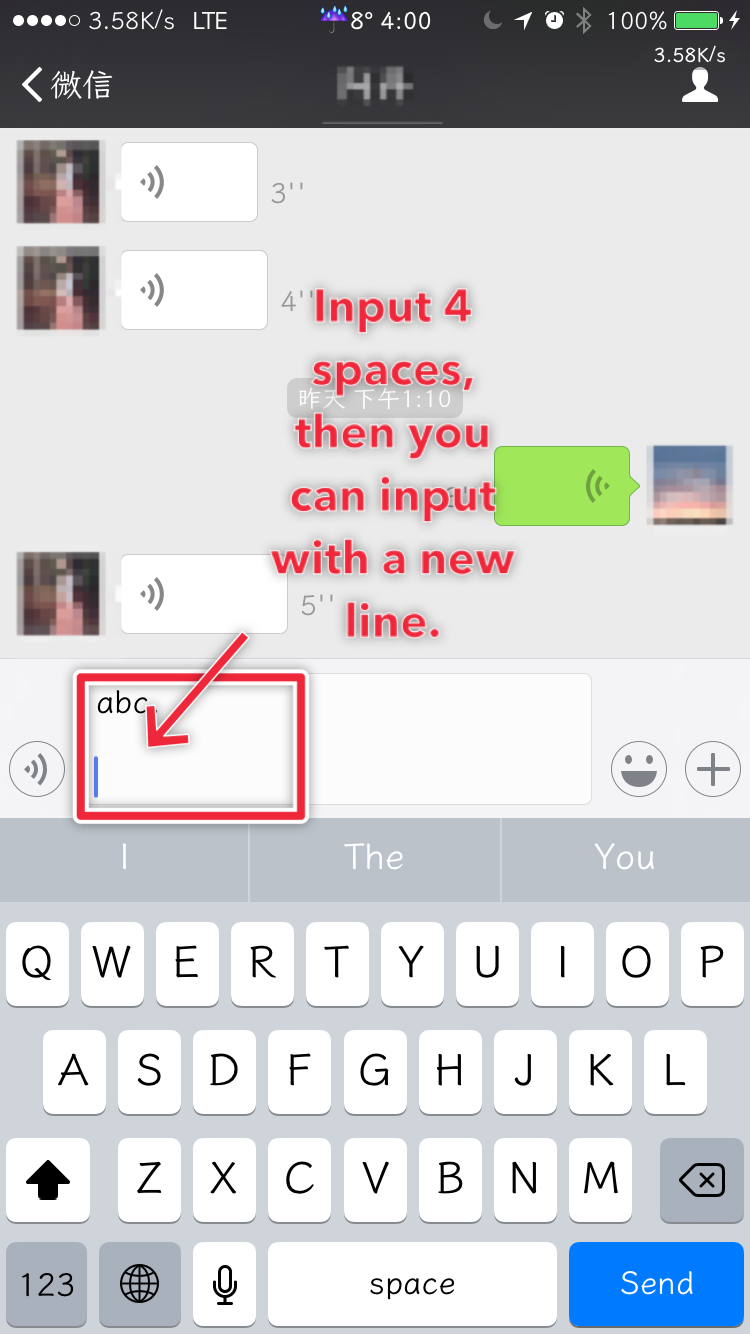 3.58K/s LTE 8° 4:00 100%
3.58K/s
微信
3''
4''
Input 4
spaces,
昨天 下午1:10
then you
can input
with a new
5''
line.
abc.
I The You
Q W E R T Y U I O P
A S D F G H J K L
Z X C V B N M
123 space Send